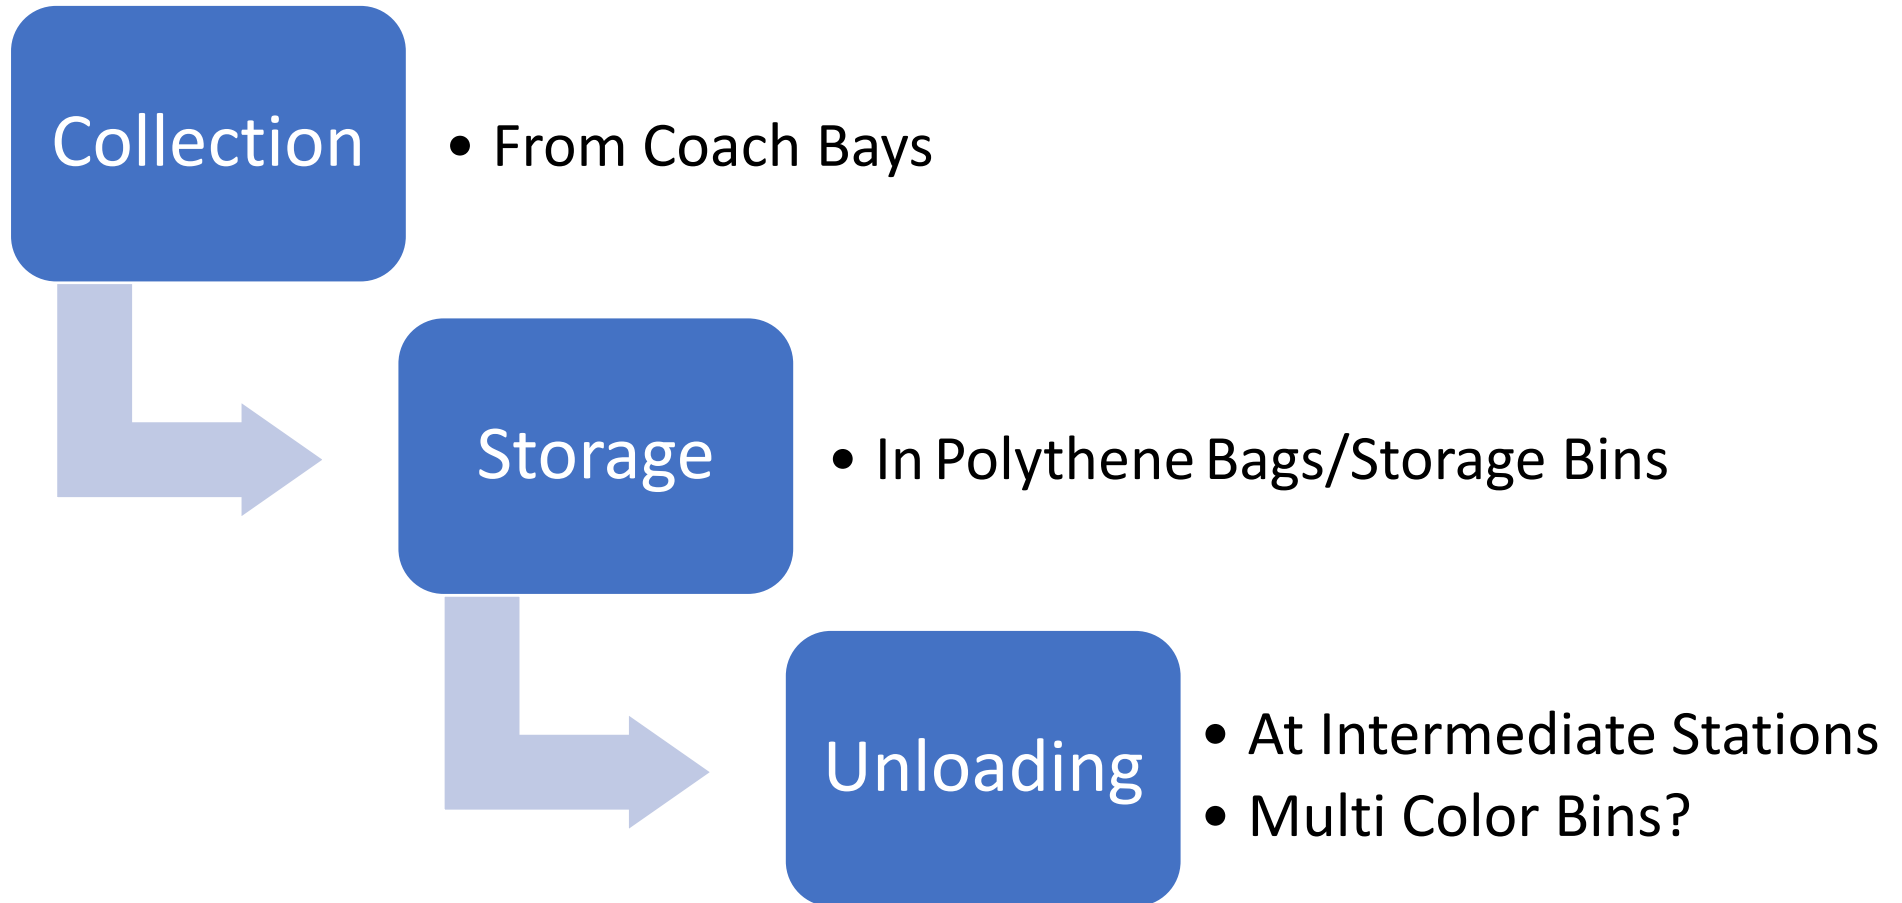 Collection
• From Coach Bays
Storage
• In Polythene Bags/Storage Bins
Unloading
• At Intermediate Stations
• Multi Color Bins?